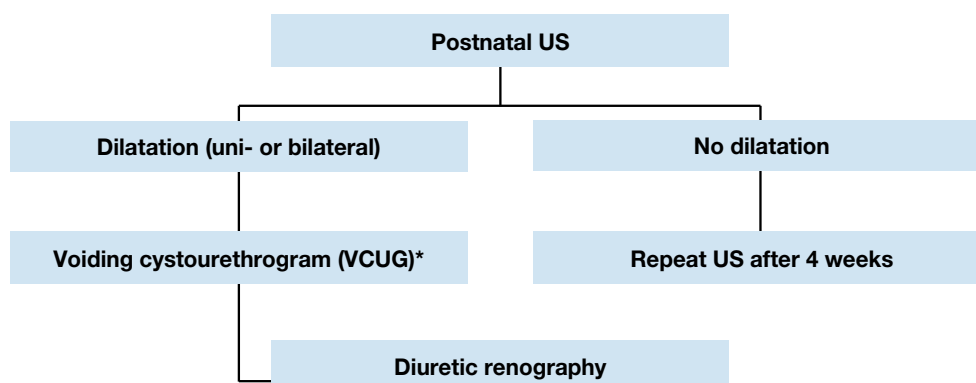 Postnatal US
Dilatation (uni- or bilateral)
No dilatation
Voiding cystourethrogram (VCUG)*
Repeat US after 4 weeks
Diuretic renography